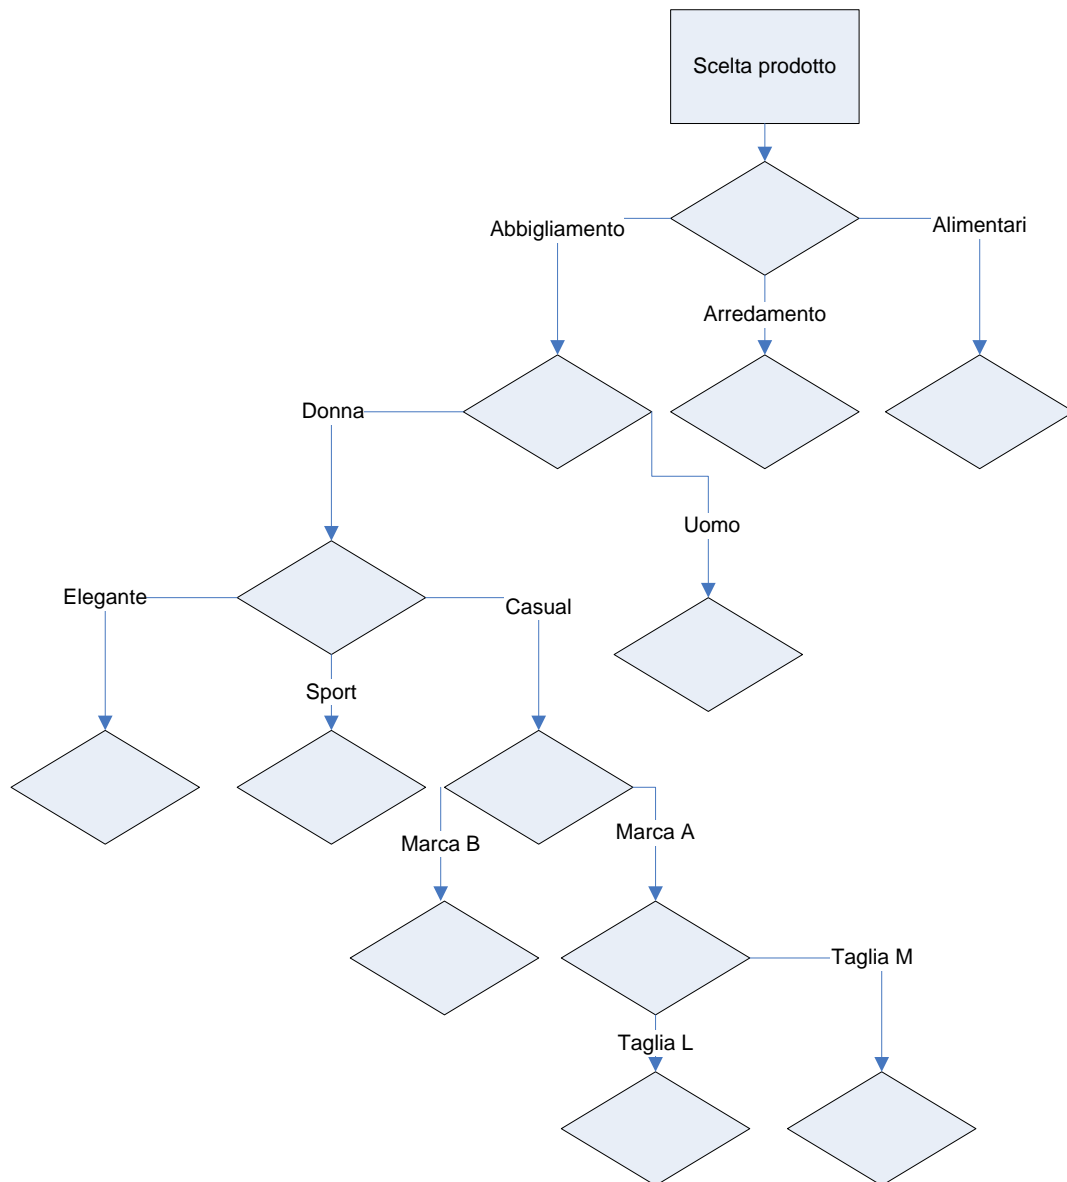 Scelta prodotto
Abbigliamento
Alimentari
Arredamento
Donna
Uomo
Elegante
Casual
Sport
Marca B
Marca A
Taglia M
Taglia L